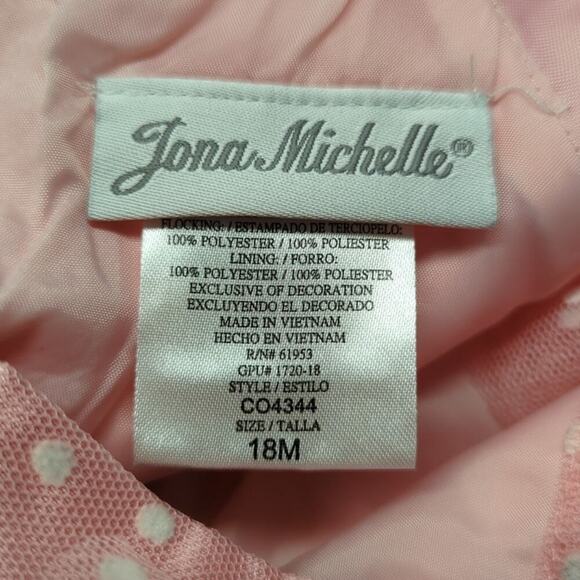 Jona Michelle®
FLOCKING: / ESTAMPADO DE TERCIOPELO:
100% POLYESTER / 100% POLIESTER
LINING: / FORRO:
100% POLYESTER / 100% POLIESTER
EXCLUSIVE OF DECORATION
EXCLUYENDO EL DECORADO
MADE IN VIETNAM
HECHO EN VIETNAM
R/N# 61953
GPU# 1720-18
STYLE / ESTILO
CO4344
SIZE / TALLA
18M